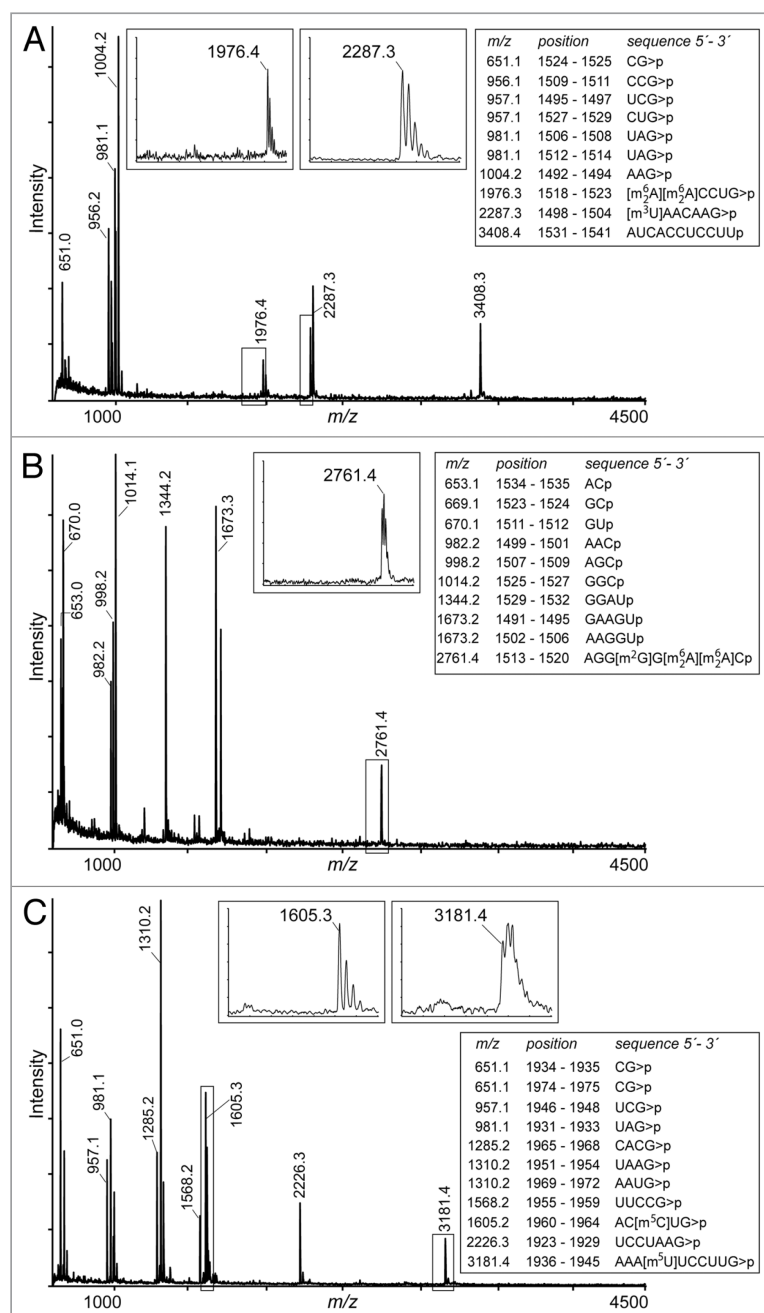 A
1976.4
2287.3
1004.2
981.1
956.2
651.0
1976.4
2287.3
3408.3
Intensity
1000
m/z
4500
m/z position sequence 5´- 3´
651.1 1524 - 1525 CG>p
956.1 1509 - 1511 CCG>p
957.1 1495 - 1497 UCG>p
957.1 1527 - 1529 CUG>p
981.1 1506 - 1508 UAG>p
981.1 1512 - 1514 UAG>p
1004.2 1492 - 1494 AAG>p
1976.3 1518 - 1523 [m⁶₂A][m⁶₂A]CCUG>p
2287.3 1498 - 1504 [m³U]AACAAG>p
3408.4 1531 - 1541 AUCACCUCCUUp
B
2761.4
1014.1
1344.2
1673.3
670.0
653.0
998.2
982.2
2761.4
Intensity
1000
m/z
4500
m/z position sequence 5´- 3´
653.1 1534 - 1535 ACp
669.1 1523 - 1524 GCp
670.1 1511 - 1512 GUp
982.2 1499 - 1501 AACp
998.2 1507 - 1509 AGCp
1014.2 1525 - 1527 GGCp
1344.2 1529 - 1532 GGAUp
1673.2 1491 - 1495 GAAGUp
1673.2 1502 - 1506 AAGGUp
2761.4 1513 - 1520 AGG[m²G]G[m⁶₂A][m⁶₂A]Cp
C
1605.3
3181.4
1310.2
651.0
981.1
957.1
1285.2
1605.3
1568.2
2226.3
3181.4
Intensity
1000
m/z
4500
m/z position sequence 5´- 3´
651.1 1934 - 1935 CG>p
651.1 1974 - 1975 CG>p
957.1 1946 - 1948 UCG>p
981.1 1931 - 1933 UAG>p
1285.2 1965 - 1968 CACG>p
1310.2 1951 - 1954 UAAG>p
1310.2 1969 - 1972 AAUG>p
1568.2 1955 - 1959 UUCCG>p
1605.2 1960 - 1964 AC[m⁵C]UG>p
2226.3 1923 - 1929 UCCUAAG>p
3181.4 1936 - 1945 AAA[m⁵U]UCCUUG>p